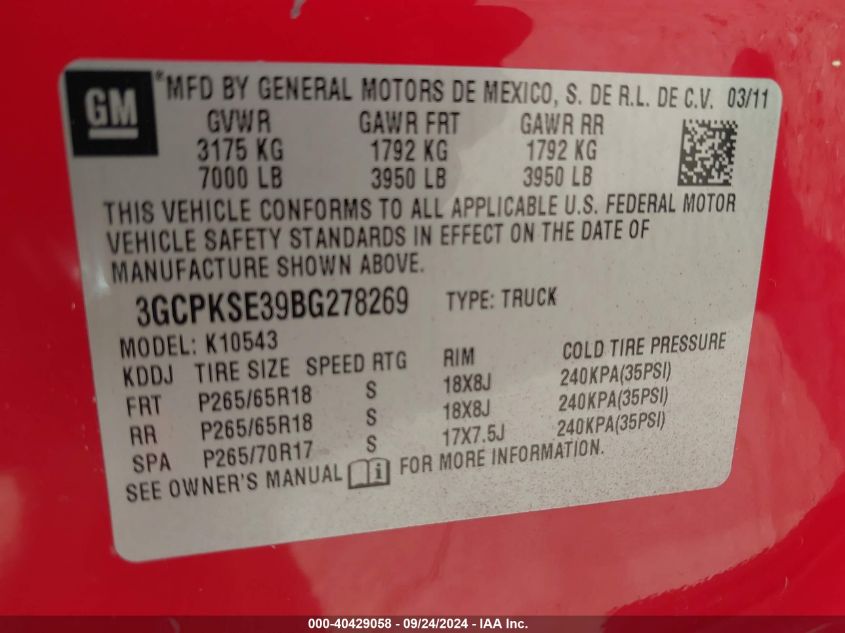 GM
®MFD BY GENERAL MOTORS DE MEXICO, S. DE R.L. DE C.V. 03/11
GVWR GAWR FRT GAWR RR
3175 KG 1792 KG 1792 KG
7000 LB 3950 LB 3950 LB
THIS VEHICLE CONFORMS TO ALL APPLICABLE U.S. FEDERAL MOTOR
VEHICLE SAFETY STANDARDS IN EFFECT ON THE DATE OF
MANUFACTURE SHOWN ABOVE.
3GCPKSE39BG278269 TYPE: TRUCK
MODEL: K10543
KDDJ TIRE SIZE SPEED RTG RIM COLD TIRE PRESSURE
FRT P265/65R18 S 18X8J 240KPA(35PSI)
RR P265/65R18 S 18X8J 240KPA(35PSI)
SPA P265/70R17 S 17X7.5J 240KPA(35PSI)
SEE OWNER'S MANUAL i FOR MORE INFORMATION.
000-40429058 - 09/24/2024 - IAA Inc.